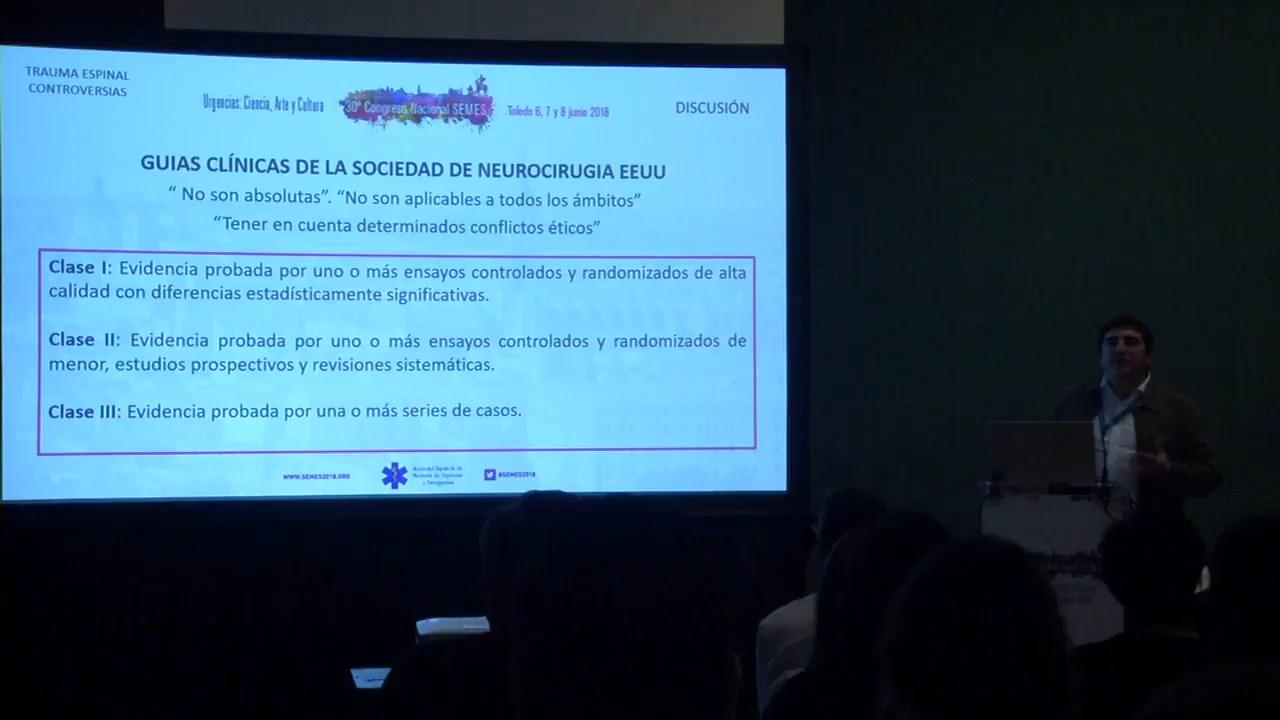 TRAUMA ESPINAL
CONTROVERSIAS
Urgencias: Ciencia, Arte y Cultura
30º Congreso Nacional SEMES
Toledo 6, 7 y 8 junio 2018
DISCUSIÓN
GUIAS CLÍNICAS DE LA SOCIEDAD DE NEUROCIRUGIA EEUU
“ No son absolutas”. “No son aplicables a todos los ámbitos”
“Tener en cuenta determinados conflictos éticos”
Clase I: Evidencia probada por uno o más ensayos controlados y randomizados de alta
calidad con diferencias estadísticamente significativas.
Clase II: Evidencia probada por uno o más ensayos controlados y randomizados de
menor, estudios prospectivos y revisiones sistemáticas.
Clase III: Evidencia probada por una o más series de casos.
WWW.SEMES2018.ORG
#SEMES2018